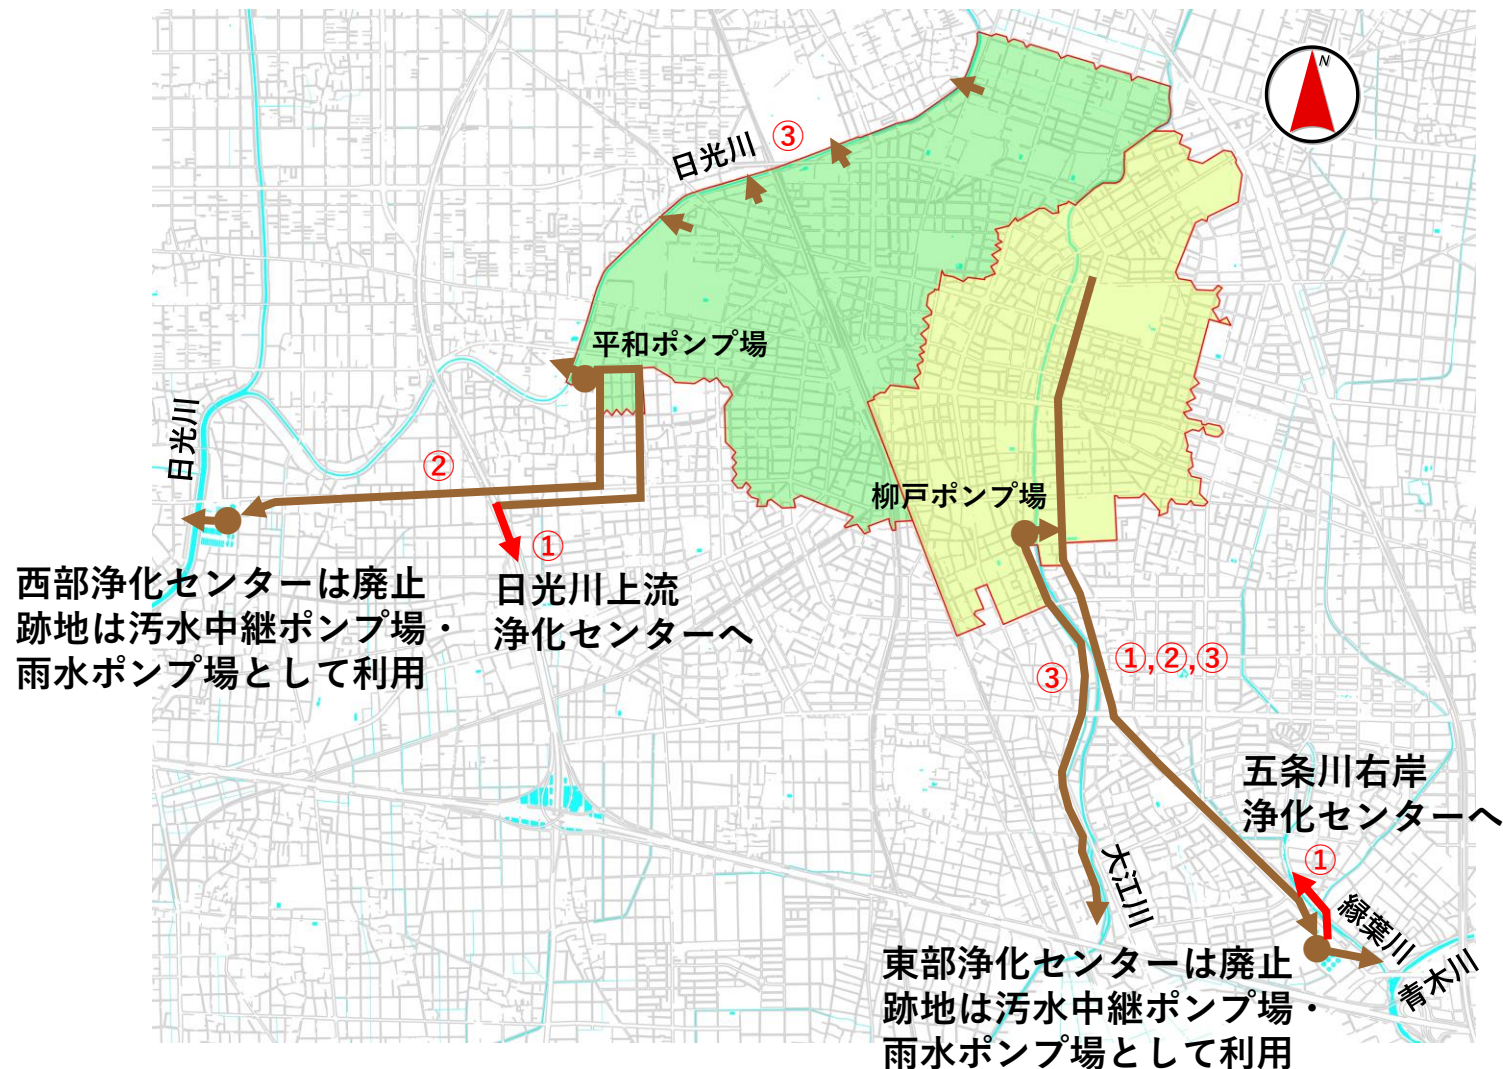 N
日光川
③
平和ポンプ場
日光川
②
柳戸ポンプ場
①
西部浄化センターは廃止
跡地は汚水中継ポンプ場・
雨水ポンプ場として利用
日光川上流
浄化センターへ
③
①,②,③
五条川右岸
浄化センターへ
①
大江川
縁葉川
青木川
東部浄化センターは廃止
跡地は汚水中継ポンプ場・
雨水ポンプ場として利用